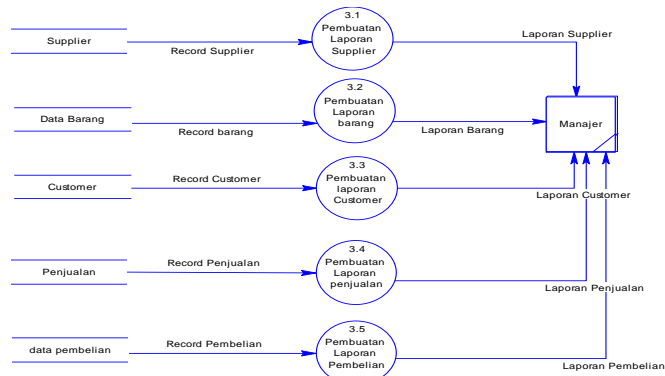 Supplier
Record Supplier
3.1
Pembuatan
Laporan
Supplier
Laporan Supplier
Data Barang
Record barang
3.2
Pembuatan
Laporan
barang
Laporan Barang
Manajer
Customer
Record Customer
3.3
Pembuatan
laporan
Customer
Laporan Customer
Penjualan
Record Penjualan
3.4
Pembuatan
Laporan
penjualan
Laporan Penjualan
data pembelian
Record Pembelian
3.5
Pembuatan
Laporan
Pembelian
Laporan Pembelian